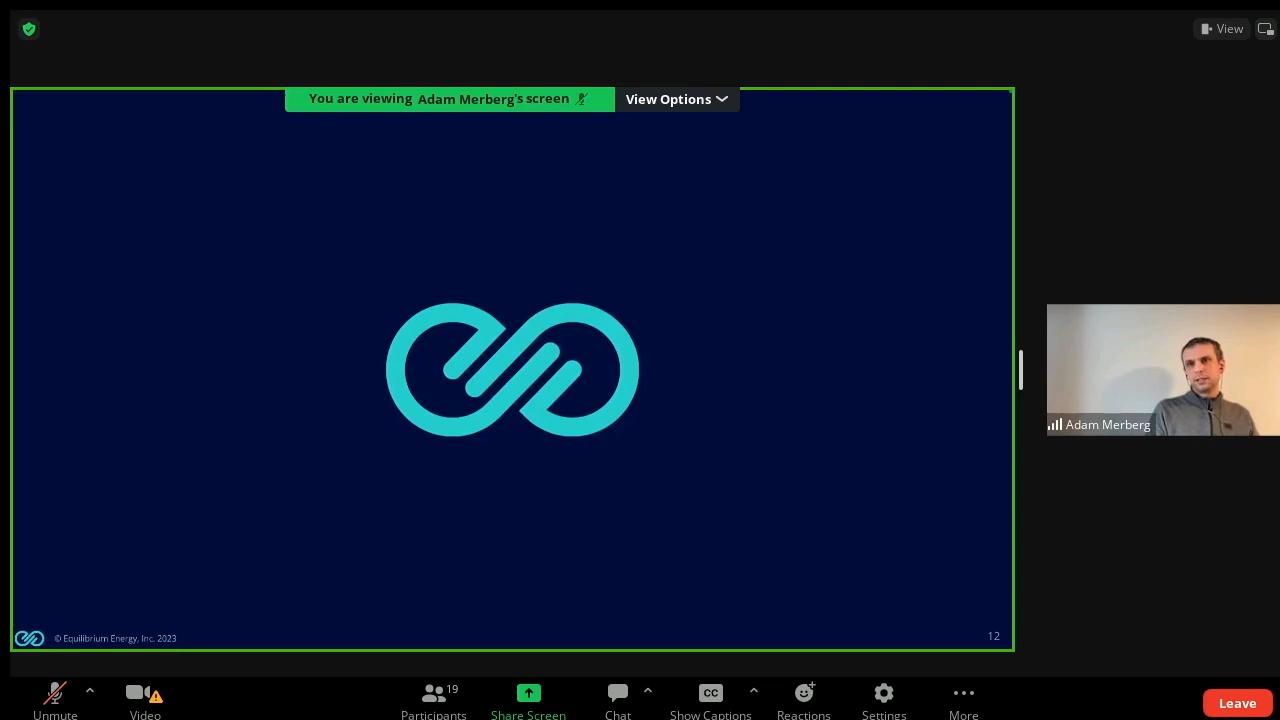 View
You are viewing Adam Merberg's screen
View Options
Adam Merberg
© Equilibrium Energy, Inc. 2023
12
19
CC
Unmute
Video
Participants
Share Screen
Chat
Show Captions
Reactions
Settings
More
Leave